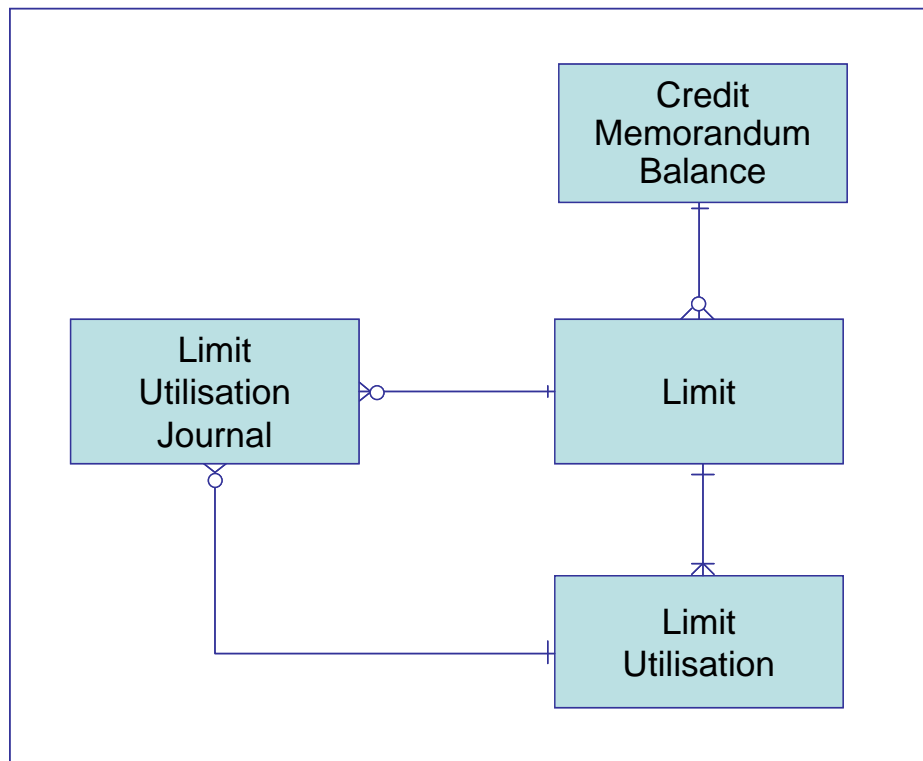 Credit
Memorandum
Balance
Limit
Utilisation
Journal
Limit
Limit
Utilisation